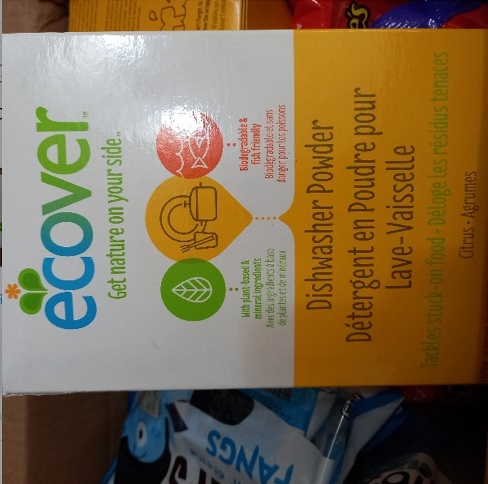 ecover™
Get nature on your side.™
With plant-based &
mineral ingredients
Avec des ingrédients à base
de plantes et de minéraux
Biodegradable &
fish friendly
Biodégradable et sans
danger pour les poissons
Dishwasher Powder
Détergent en Poudre pour
Lave-Vaisselle
Tackles stuck-on food • Déloge les résidus tenaces
Citrus • Agrumes
FANGS